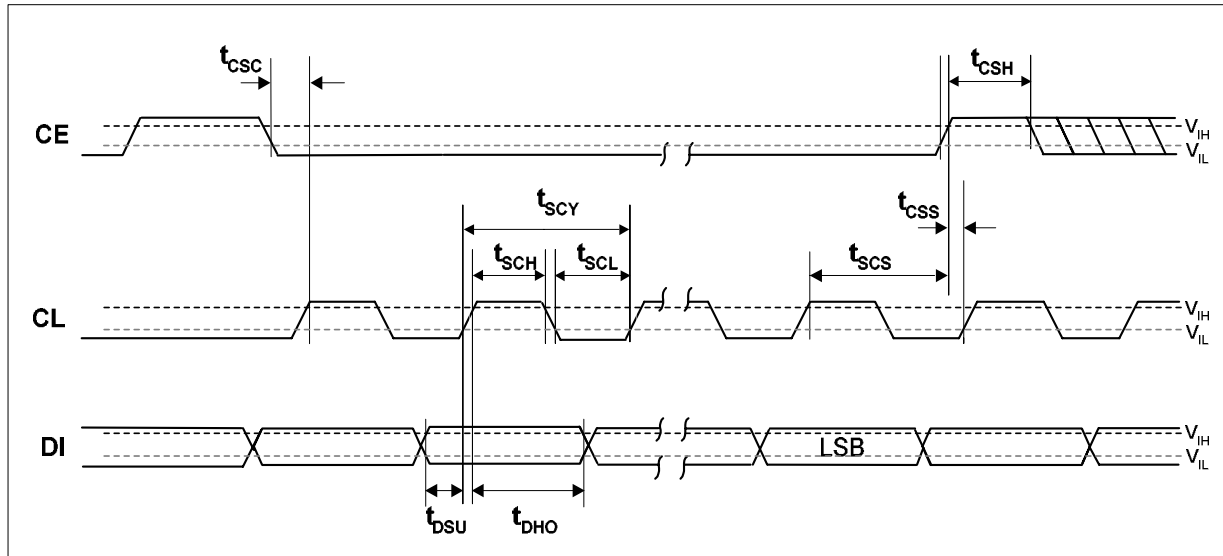 tCSC
tCSH
CE
VIH
VIL
tSCY
tCSS
tSCH
tSCL
tSCS
CL
VIH
VIL
DI
LSB
VIH
VIL
tDSU
tDHO